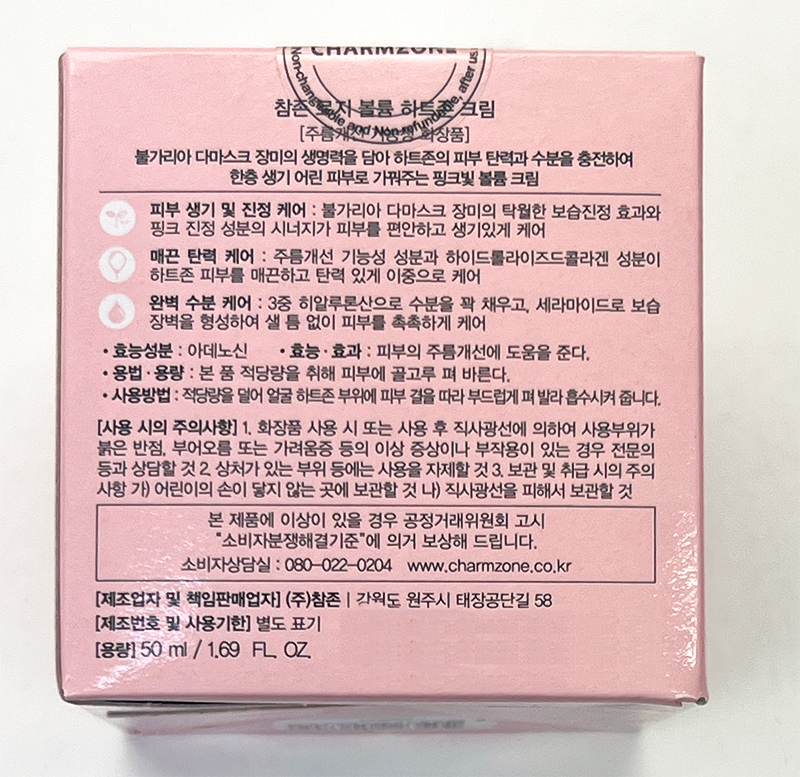 CHARMZONE
Non-changeable and Non-refundable, after us
참존 볼륨 하트존 크림
[주름개선 기능성 화장품]
불가리아 다마스크 장미의 생명력을 담아 하트존의 피부 탄력과 수분을 충전하여
한층 생기 어린 피부로 가꿔주는 핑크빛 볼륨 크림
피부 생기 및 진정 케어 : 불가리아 다마스크 장미의 탁월한 보습진정 효과와
핑크 진정 성분의 시너지가 피부를 편안하고 생기있게 케어
매끈 탄력 케어 : 주름개선 기능성 성분과 하이드롤라이즈드콜라겐 성분이
하트존 피부를 매끈하고 탄력 있게 이중으로 케어
완벽 수분 케어 : 3중 히알루론산으로 수분을 꽉 채우고, 세라마이드로 보습
장벽을 형성하여 샐 틈 없이 피부를 촉촉하게 케어
• 효능성분 : 아데노신 • 효능·효과 : 피부의 주름개선에 도움을 준다.
• 용법·용량 : 본 품 적당량을 취해 피부에 골고루 펴 바른다.
• 사용방법 : 적당량을 덜어 얼굴 하트존 부위에 피부 결을 따라 부드럽게 펴 발라 흡수시켜 줍니다.
[사용 시의 주의사항] 1. 화장품 사용 시 또는 사용 후 직사광선에 의하여 사용부위가
붉은 반점, 부어오름 또는 가려움증 등의 이상 증상이나 부작용이 있는 경우 전문의
등과 상담할 것 2. 상처가 있는 부위 등에는 사용을 자제할 것 3. 보관 및 취급 시의 주의
사항 가) 어린이의 손이 닿지 않는 곳에 보관할 것 나) 직사광선을 피해서 보관할 것
본 제품에 이상이 있을 경우 공정거래위원회 고시
“소비자분쟁해결기준”에 의거 보상해 드립니다.
소비자상담실 : 080-022-0204 www.charmzone.co.kr
[제조업자 및 책임판매업자] (주)참존 | 강원도 원주시 태장공단길 58
[제조번호 및 사용기한] 별도 표기
[용량] 50 ml / 1.69 FL. OZ.